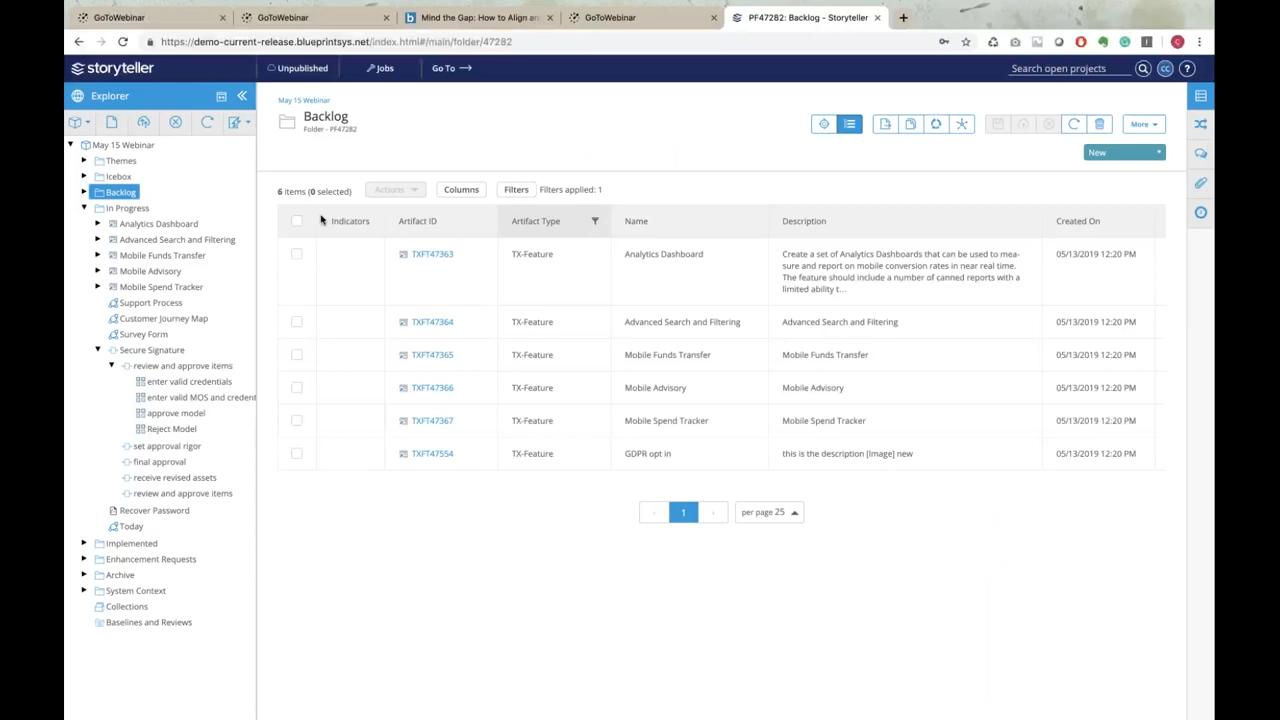 GoToWebinar
GoToWebinar
Mind the Gap: How to Align an
GoToWebinar
PF47282: Backlog - Storyteller
https://demo-current-release.blueprintsys.net/index.html#/main/folder/47282
storyteller
Unpublished
Jobs
Go To
Search open projects
CC
?
Explorer
May 15 Webinar
Themes
Icebox
Backlog
In Progress
Analytics Dashboard
Advanced Search and Filtering
Mobile Funds Transfer
Mobile Advisory
Mobile Spend Tracker
Support Process
Customer Journey Map
Survey Form
Secure Signature
review and approve items
enter valid credentials
enter valid MOS and credent
approve model
Reject Model
set approval rigor
final approval
receive revised assets
review and approve items
Recover Password
Today
Implemented
Enhancement Requests
Archive
System Context
Collections
Baselines and Reviews
May 15 Webinar
Backlog
Folder - PF47282
More
New
6 items (0 selected)
Actions
Columns
Filters
Filters applied: 1
Indicators Artifact ID Artifact Type Name Description Created On
TXFT47363 TX-Feature Analytics Dashboard Create a set of Analytics Dashboards that can be used to mea- 05/13/2019 12:20 PM
sure and report on mobile conversion rates in near real time.
The feature should include a number of canned reports with a
limited ability t...
TXFT47364 TX-Feature Advanced Search and Filtering Advanced Search and Filtering 05/13/2019 12:20 PM
TXFT47365 TX-Feature Mobile Funds Transfer Mobile Funds Transfer 05/13/2019 12:20 PM
TXFT47366 TX-Feature Mobile Advisory Mobile Advisory 05/13/2019 12:20 PM
TXFT47367 TX-Feature Mobile Spend Tracker Mobile Spend Tracker 05/13/2019 12:20 PM
TXFT47554 TX-Feature GDPR opt in this is the description [Image] new 05/13/2019 12:20 PM
1
per page 25